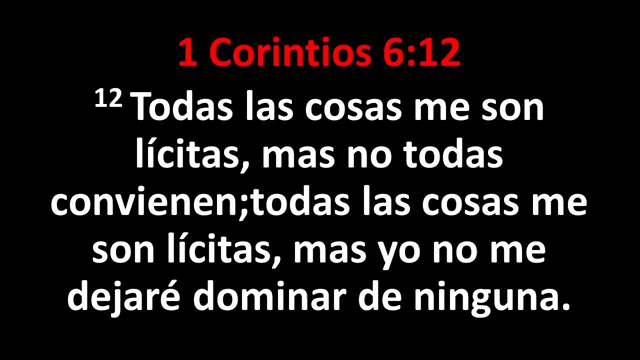 1 Corintios 6:12
12 Todas las cosas me son
lícitas, mas no todas
convienen;todas las cosas me
son lícitas, mas yo no me
dejaré dominar de ninguna.